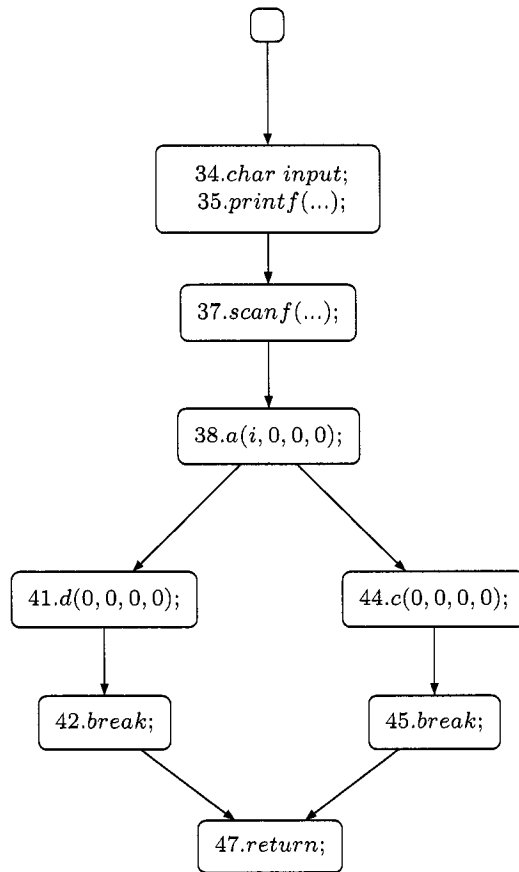 34.char input;
35.printf(...);
37.scanf(...);
38.a(i, 0, 0, 0);
41.d(0, 0, 0, 0);
44.c(0, 0, 0, 0);
42.break;
45.break;
47.return;